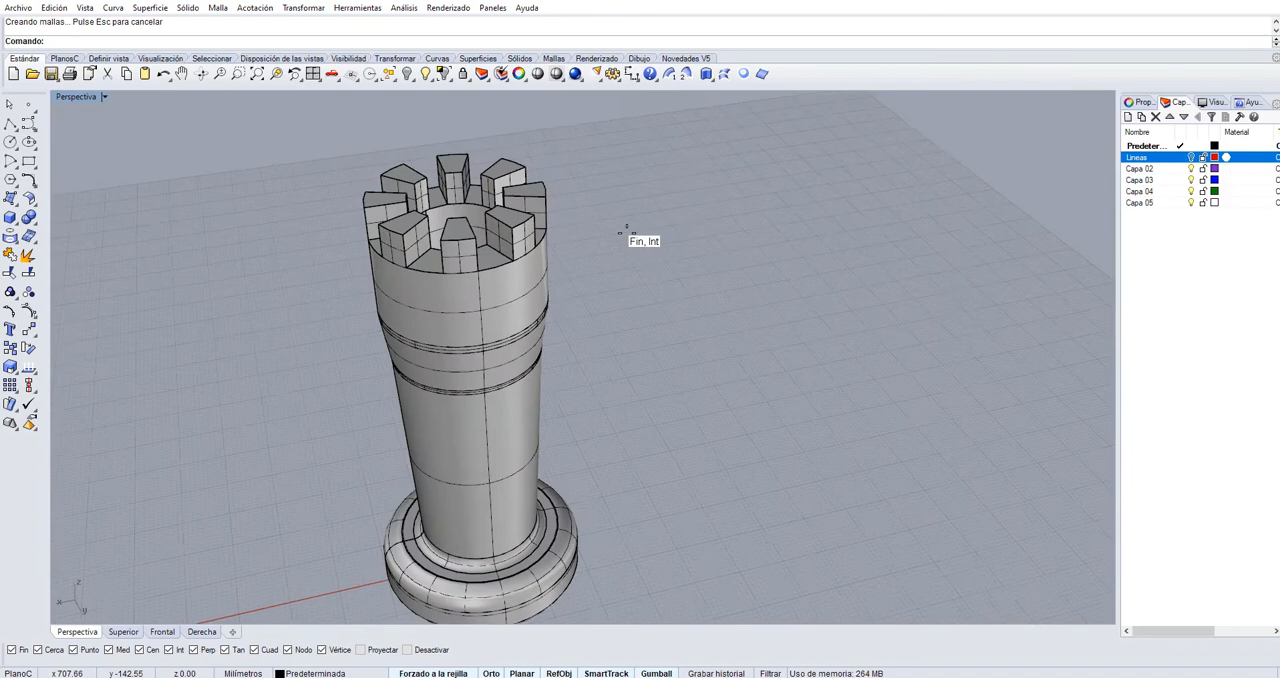 Archivo Edición Vista Curva Superficie Sólido Malla Acotación Transformar Herramientas Análisis Renderizado Paneles Ayuda
Creando mallas... Pulse Esc para cancelar
Comando:
Estándar PlanosC Definir vista Visualización Seleccionar Disposición de las vistas Visibilidad Transformar Curvas Superficies Sólidos Mallas Renderizado Dibujo Novedades V5
Perspectiva
Prop... Cap... Visu... Ayu...
Nombre Material
Predeter...
Lineas
Capa 02
Capa 03
Capa 04
Capa 05
Fin, Int
z
x
y
Perspectiva Superior Frontal Derecha
Fin Cerca Punto Med Cen Int Perp Tan Cuad Nodo Vértice Proyectar Desactivar
PlanoC x 707.66 y -142.55 z 0.00 Milímetros Predeterminada Forzado a la rejilla Orto Planar RefObj SmartTrack Gumball Grabar historial Filtrar Uso de memoria: 264 MB